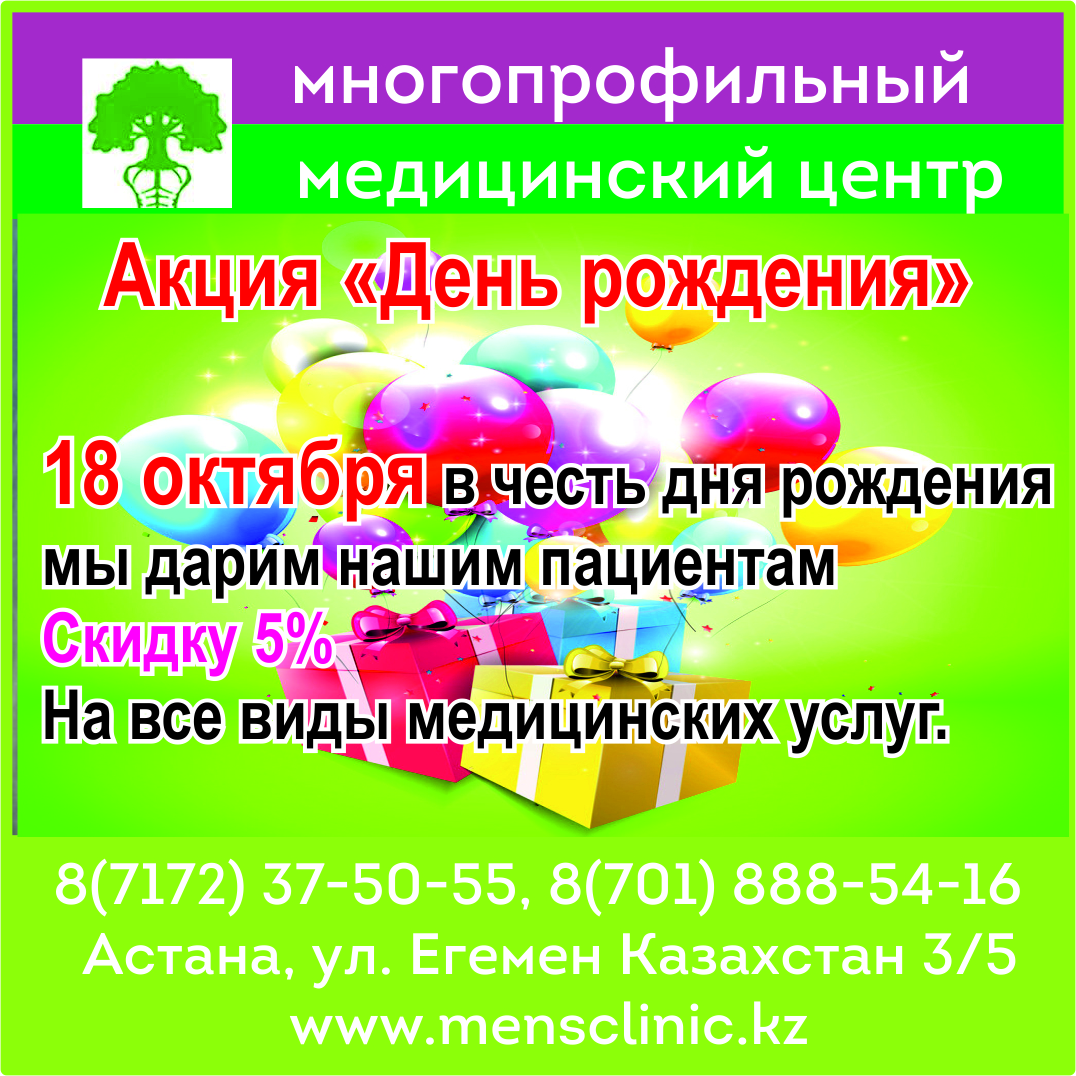 многопрофильный
медицинский центр
Акция «День рождения»
18 октября в честь дня рождения
мы дарим нашим пациентам
Скидку 5%
На все виды медицинских услуг.
8(7172) 37-50-55, 8(701) 888-54-16
Астана, ул. Егемен Казахстан 3/5
www.mensclinic.kz